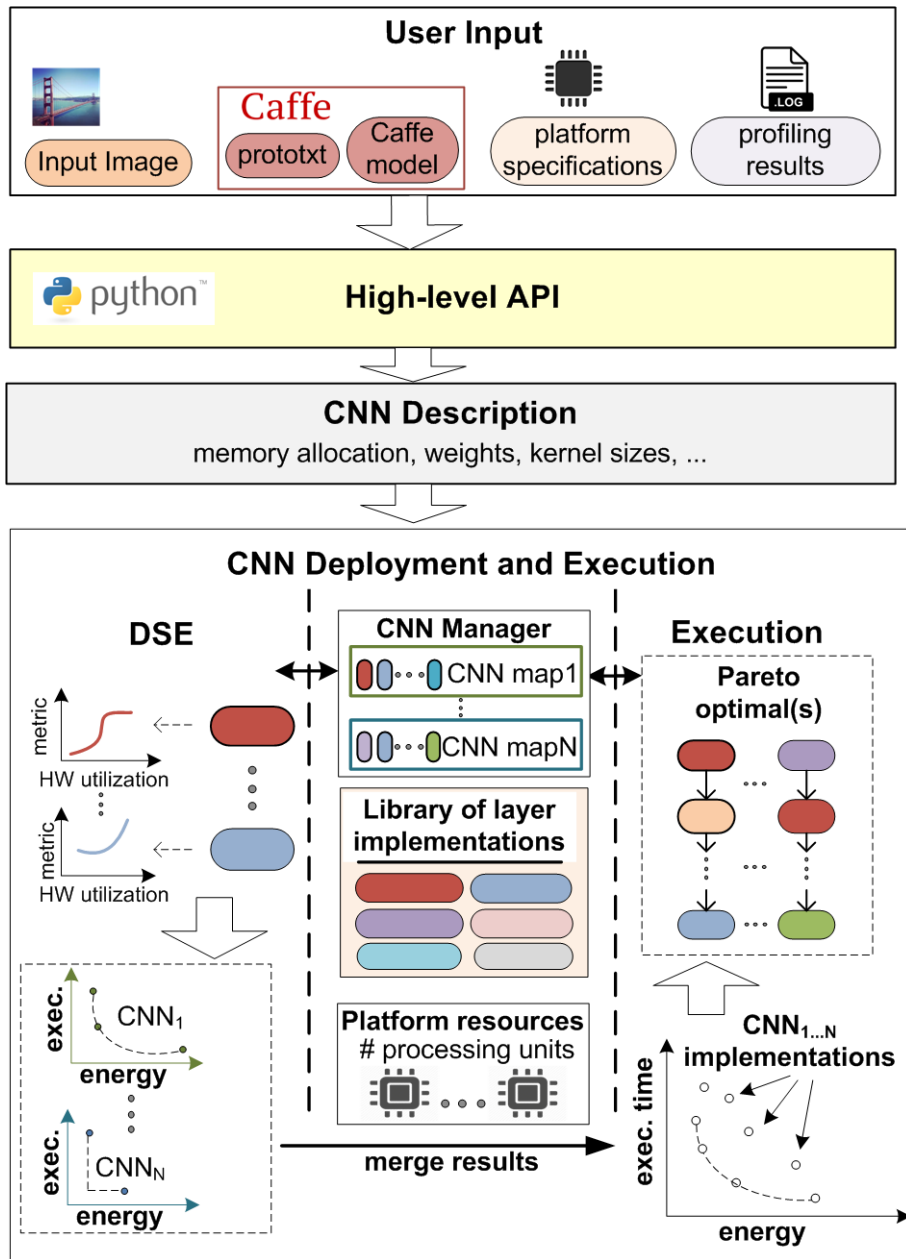 User Input
Input Image
Caffe
prototxt
Caffe
model
platform
specifications
.LOG
profiling
results
python™
High-level API
CNN Description
memory allocation, weights, kernel sizes, ...
CNN Deployment and Execution
DSE
metric
HW utilization
metric
HW utilization
exec.
CNN₁
energy
exec.
CNN_N
energy
CNN Manager
CNN map1
CNN mapN
Library of layer
implementations
Platform resources
# processing units
merge results
Execution
Pareto
optimal(s)
CNN₁...N
implementations
exec. time
energy